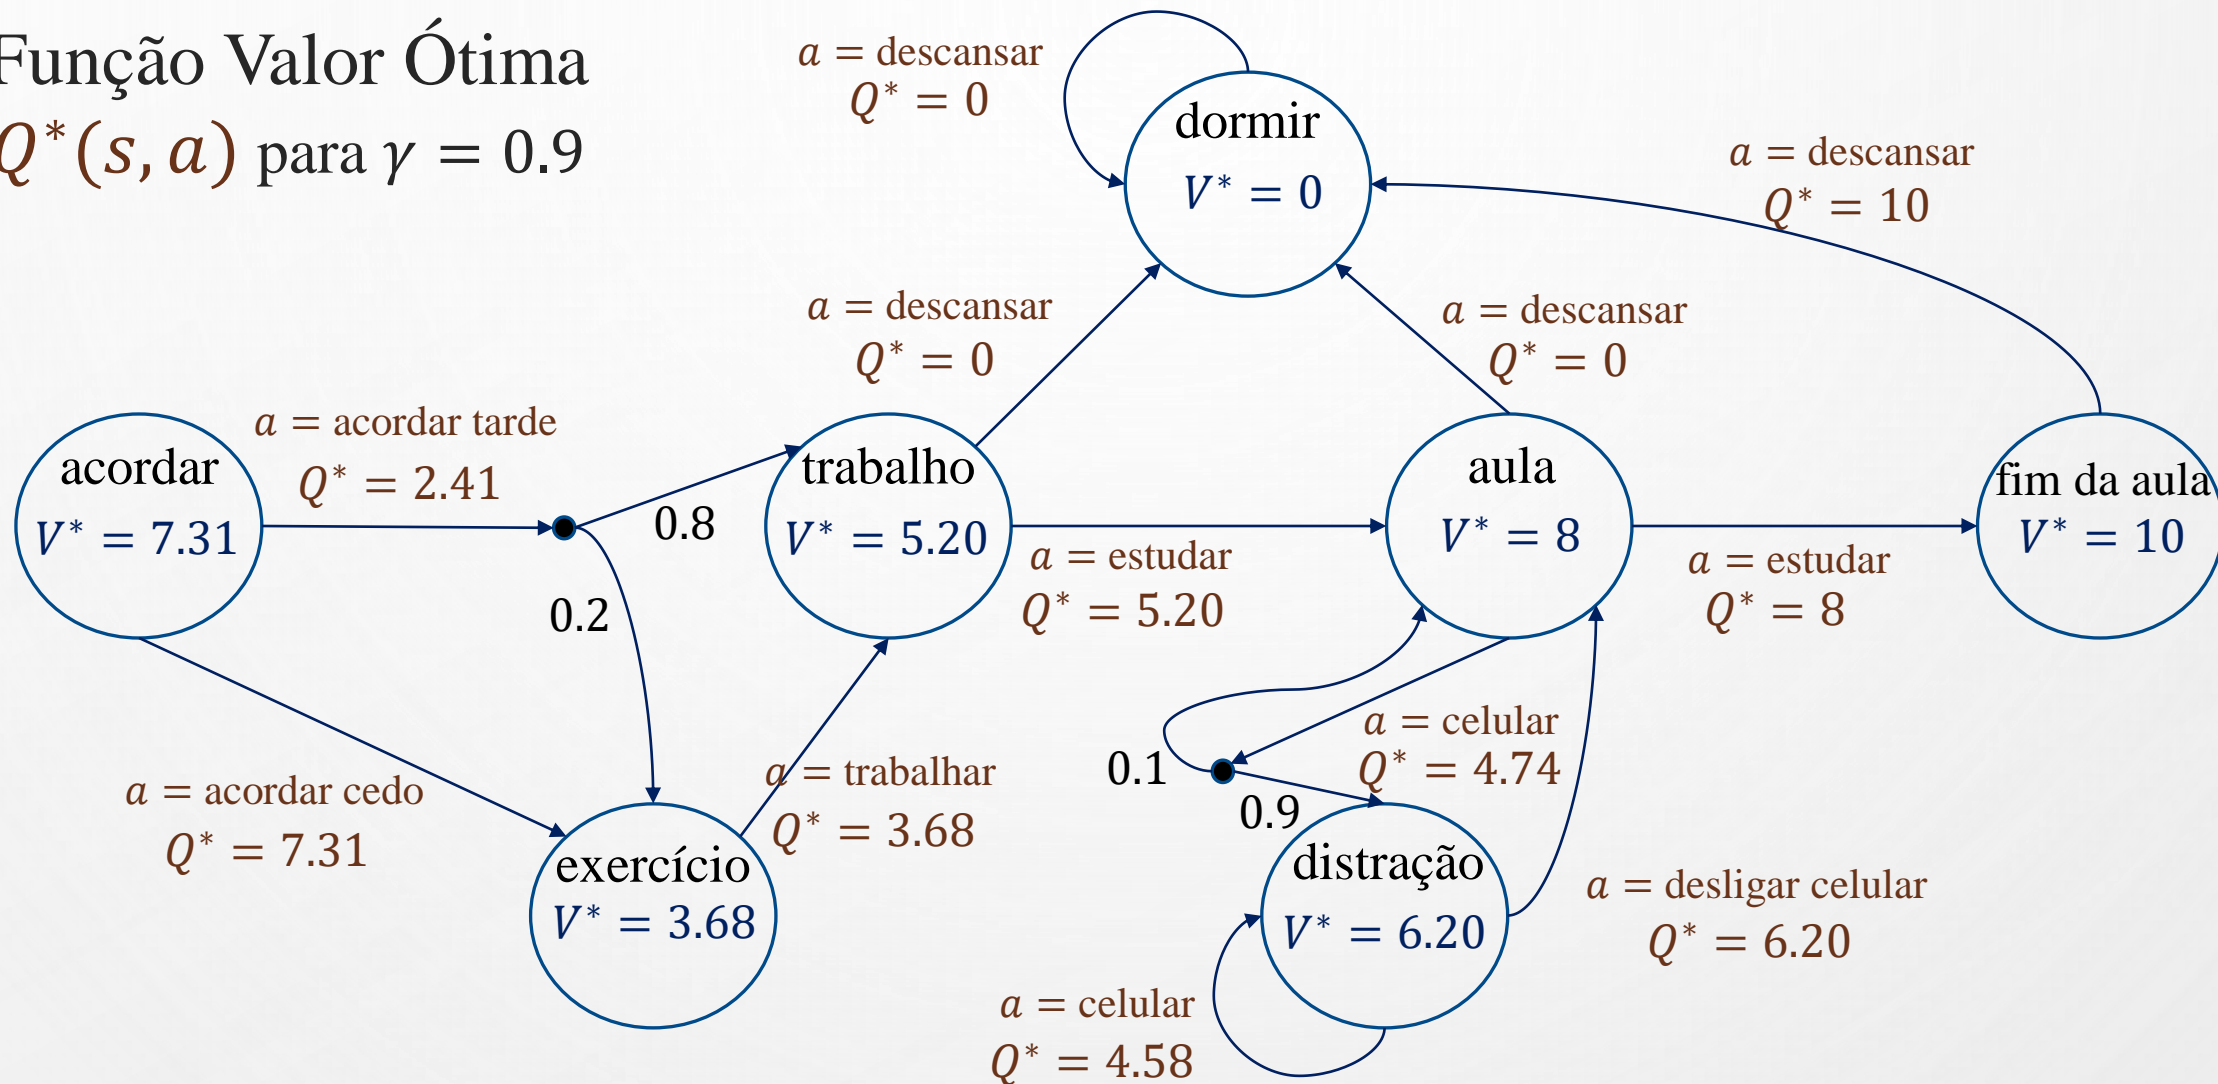 Função Valor Ótima
Q*(s, a) para γ = 0.9
a = descansar
Q* = 0
dormir
V* = 0
a = descansar
Q* = 10
a = descansar
Q* = 0
a = descansar
Q* = 0
acordar
V* = 7.31
a = acordar tarde
Q* = 2.41
0.8
0.2
trabalho
V* = 5.20
a = estudar
Q* = 5.20
aula
V* = 8
a = estudar
Q* = 8
fim da aula
V* = 10
a = acordar cedo
Q* = 7.31
a = trabalhar
Q* = 3.68
exercício
V* = 3.68
a = celular
Q* = 4.74
0.1
0.9
distração
V* = 6.20
a = desligar celular
Q* = 6.20
a = celular
Q* = 4.58